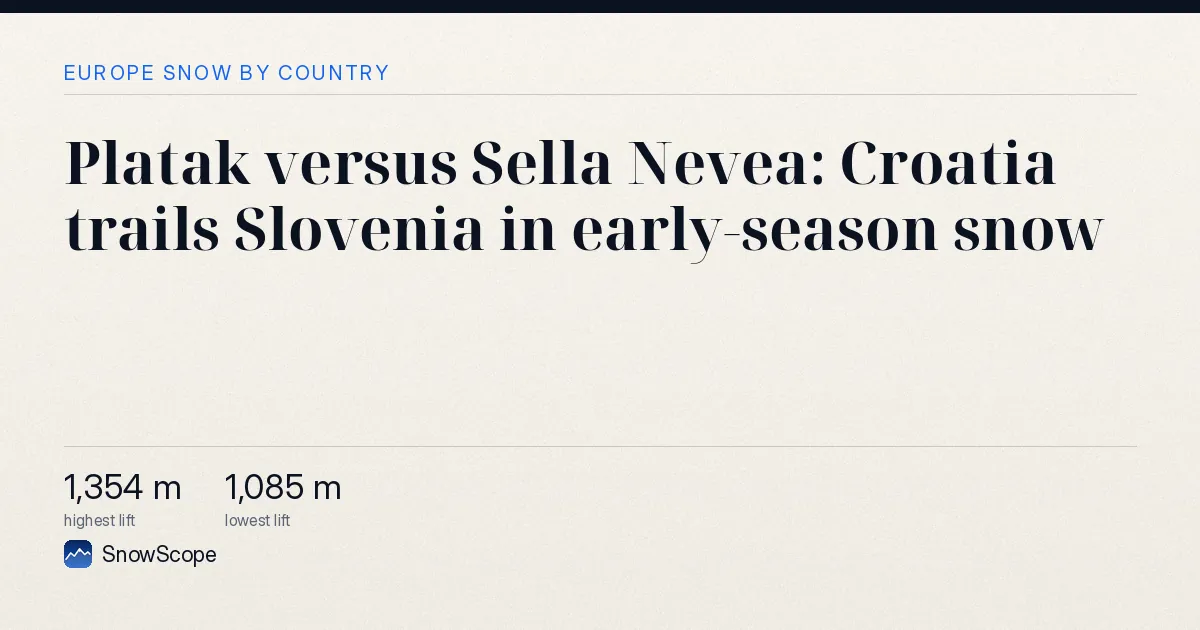 EUROPE SNOW BY COUNTRY
Platak versus Sella Nevea: Croatia
trails Slovenia in early-season snow
1,354 m 1,085 m
highest lift lowest lift
SnowScope